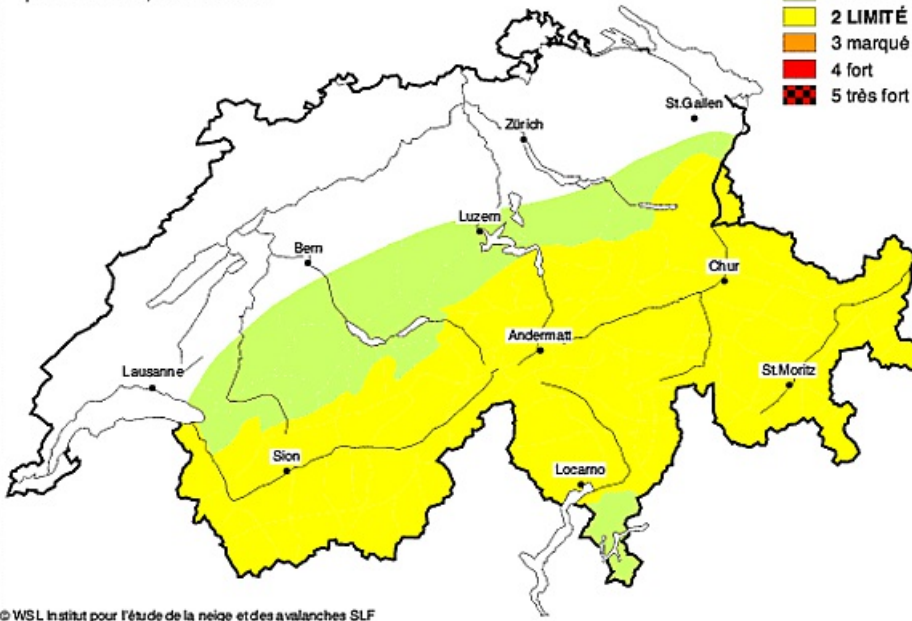 2 LIMITÉ
3 marqué
4 fort
5 très fort
St.Gallen
Zürich
Luzern
Bern
Chur
Andermatt
Lausanne
St.Moritz
Sion
Locarno
© WSL Institut pour l'étude de la neige et des avalanches SLF